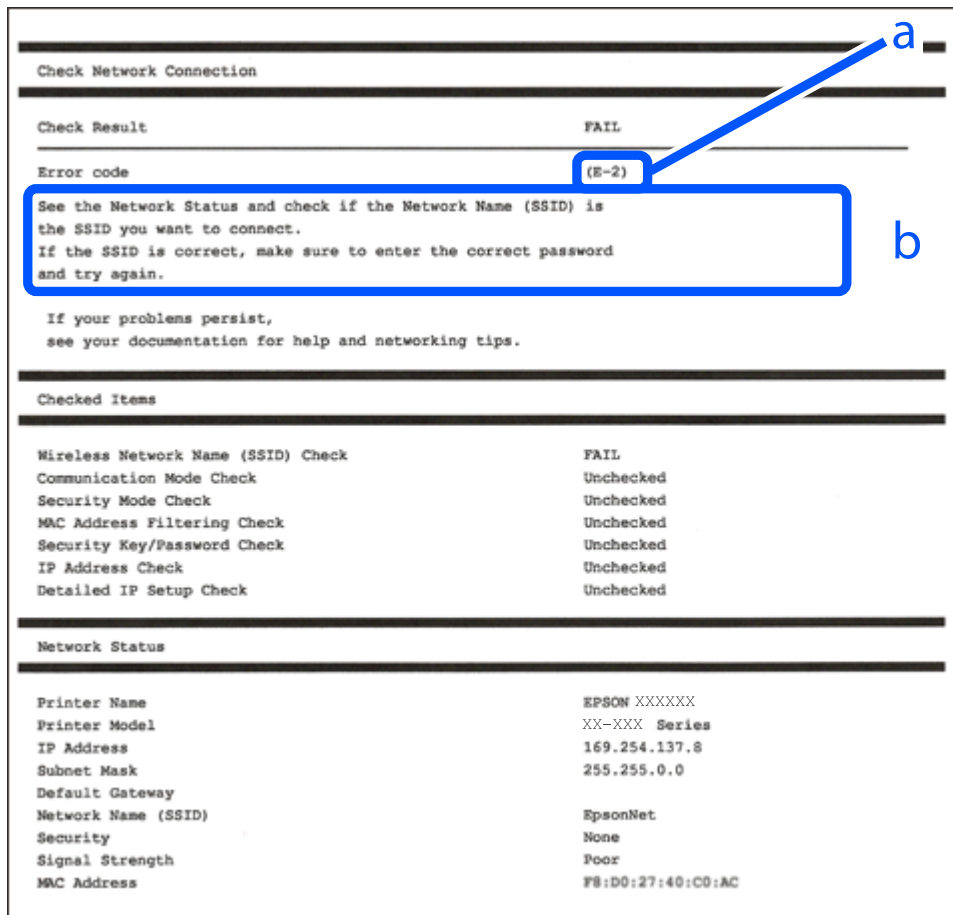 a
Check Network Connection
Check Result FAIL
Error code (E-2)
See the Network Status and check if the Network Name (SSID) is
the SSID you want to connect.
If the SSID is correct, make sure to enter the correct password
and try again.
b
If your problems persist,
see your documentation for help and networking tips.
Checked Items
Wireless Network Name (SSID) Check FAIL
Communication Mode Check Unchecked
Security Mode Check Unchecked
MAC Address Filtering Check Unchecked
Security Key/Password Check Unchecked
IP Address Check Unchecked
Detailed IP Setup Check Unchecked
Network Status
Printer Name EPSON XXXXXX
Printer Model XX-XXX Series
IP Address 169.254.137.8
Subnet Mask 255.255.0.0
Default Gateway
Network Name (SSID) EpsonNet
Security None
Signal Strength Poor
MAC Address F8:D0:27:40:C0:AC